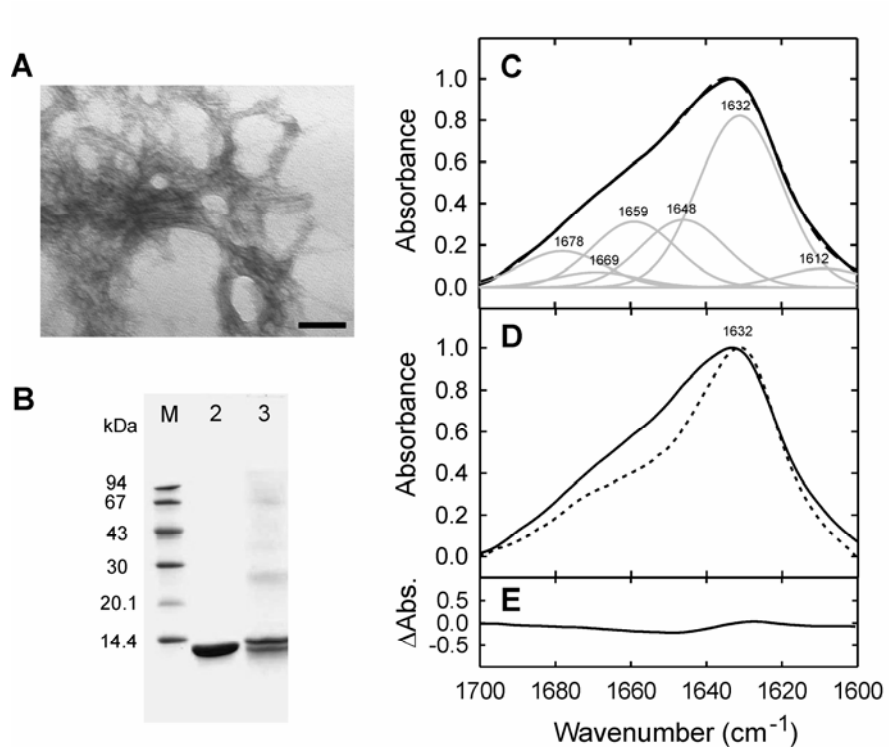 A
B
kDa
M 2 3
94
67
43
30
20.1
14.4
C
Absorbance
1.0
0.8
0.6
0.4
0.2
0.0
1632
1659
1648
1678
1669
1612
D
Absorbance
1.0
0.8
0.6
0.4
0.2
0.0
1632
E
ΔAbs.
0.5
0.0
-0.5
1700 1680 1660 1640 1620 1600
Wavenumber (cm⁻¹)